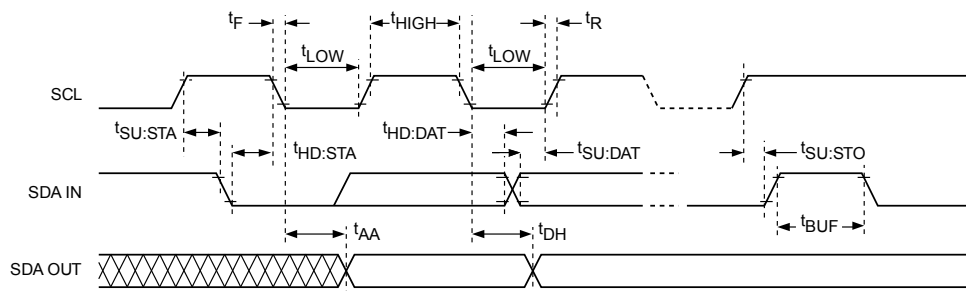 tF
tHIGH
tR
tLOW
tLOW
SCL
tSU:STA
tHD:STA
tHD:DAT
tSU:DAT
tSU:STO
SDA IN
tBUF
tAA
tDH
SDA OUT